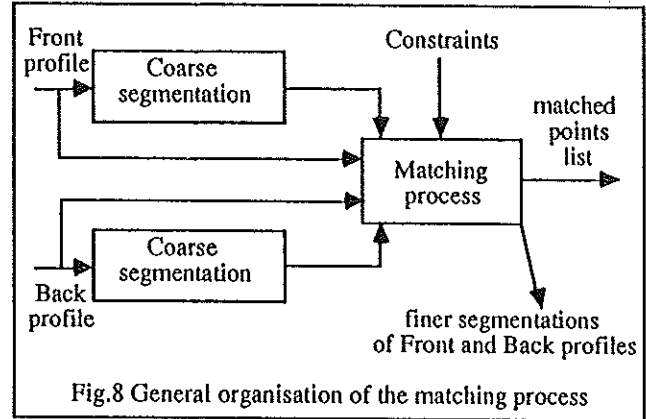 Front
profile
Coarse
segmentation
Constraints
matched
points
list
Matching
process
Coarse
segmentation
Back
profile
finer segmentations
of Front and Back profiles
Fig.8 General organisation of the matching process